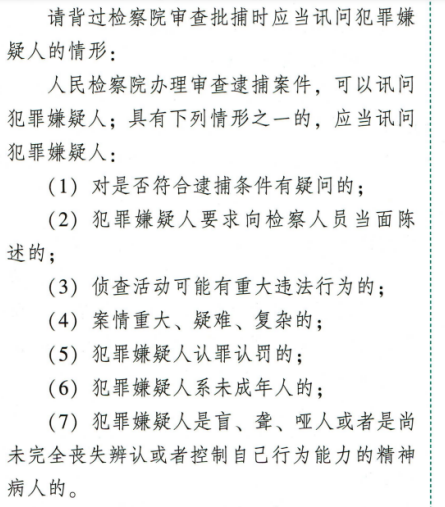 请背过检察院审查批捕时应当讯问犯罪嫌
疑人的情形：
人民检察院办理审查逮捕案件，可以讯问
犯罪嫌疑人；具有下列情形之一的，应当讯问
犯罪嫌疑人：
（1）对是否符合逮捕条件有疑问的；
（2）犯罪嫌疑人要求向检察人员当面陈
述的；
（3）侦查活动可能有重大违法行为的；
（4）案情重大、疑难、复杂的；
（5）犯罪嫌疑人认罪认罚的；
（6）犯罪嫌疑人系未成年人的；
（7）犯罪嫌疑人是盲、聋、哑人或者是尚
未完全丧失辨认或者控制自己行为能力的精神
病人的。